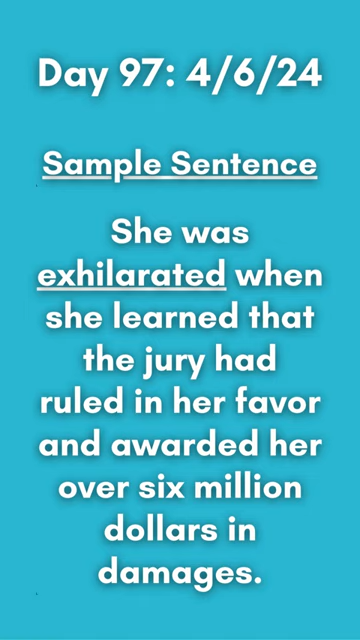 Day 97: 4/6/24
Sample Sentence
She was
exhilarated when
she learned that
the jury had
ruled in her favor
and awarded her
over six million
dollars in
damages.